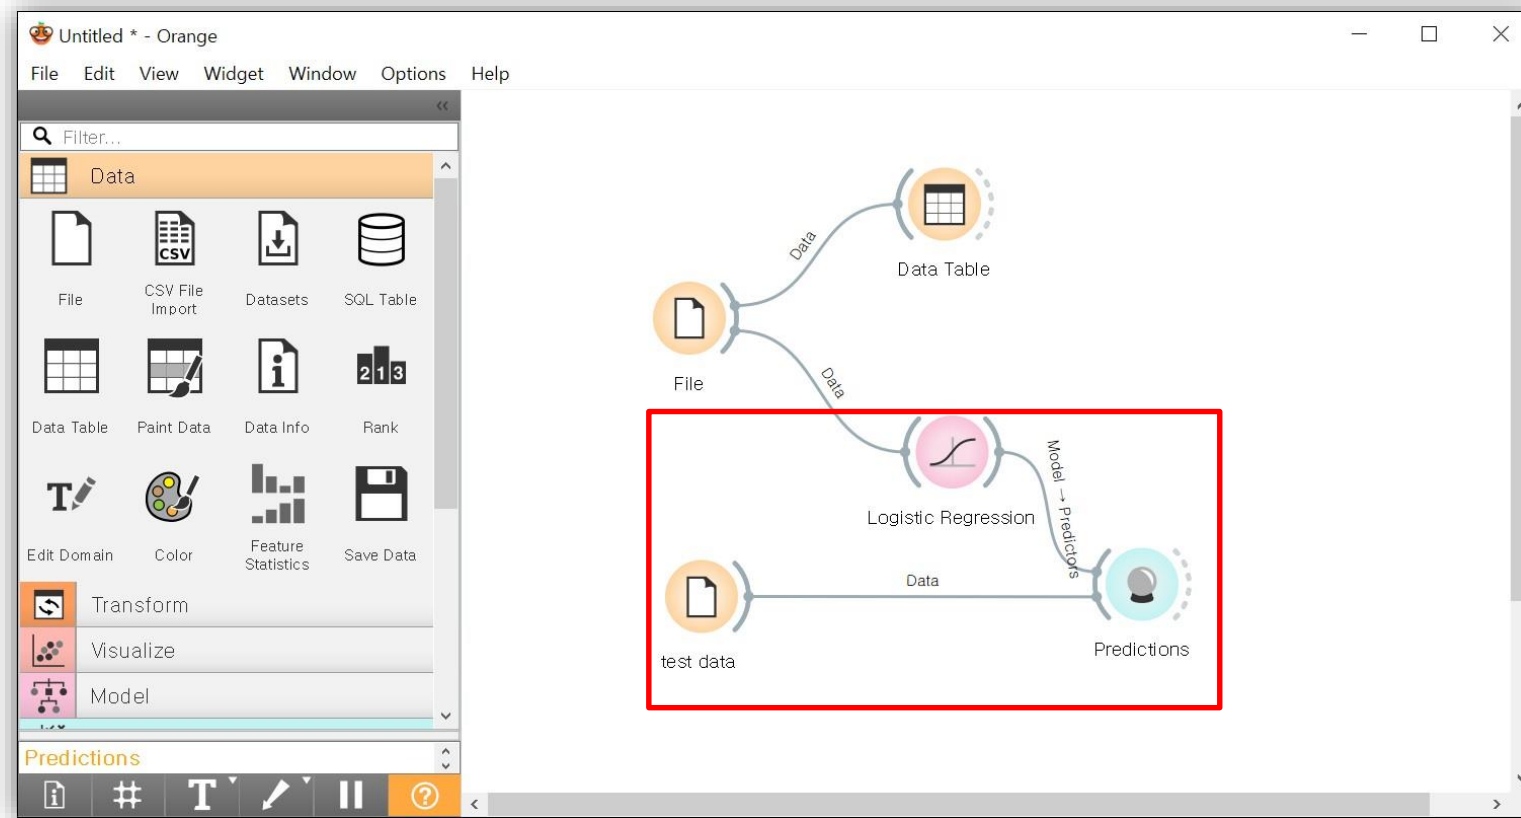 Untitled * - Orange
File Edit View Widget Window Options Help
Filter...
Data
File
CSV
CSV File
Import
Datasets
SQL Table
213
Data Table
Paint Data
Data Info
Rank
T
Edit Domain
Color
Feature
Statistics
Save Data
Transform
Visualize
Model
Predictions
T
Data
Data Table
File
Data
Logistic Regression
Model → Predictors
test data
Data
Predictions